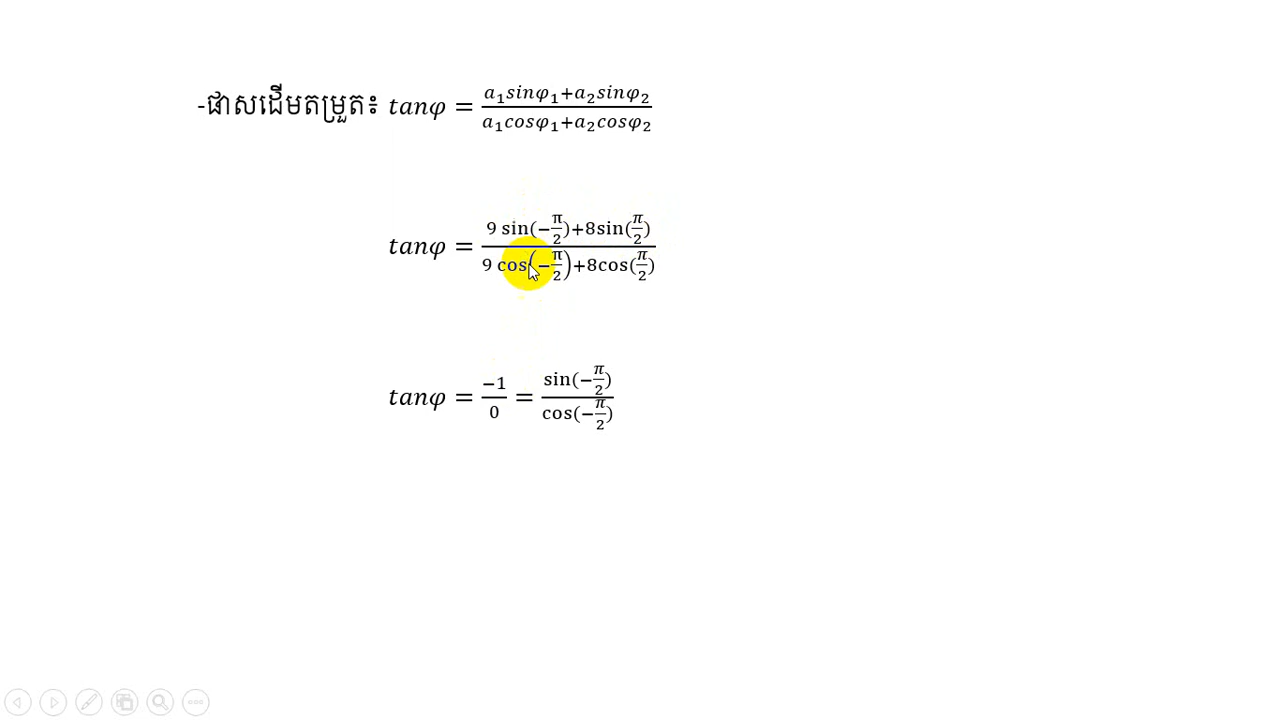 -ផាសដើមតម្រួត៖ tanφ = (a₁sinφ₁+a₂sinφ₂)/(a₁cosφ₁+a₂cosφ₂)
tanφ = (9 sin(−π/2)+8sin(π/2))/(9 cos(−π/2)+8cos(π/2))
tanφ = −1/0 = sin(−π/2)/cos(−π/2)